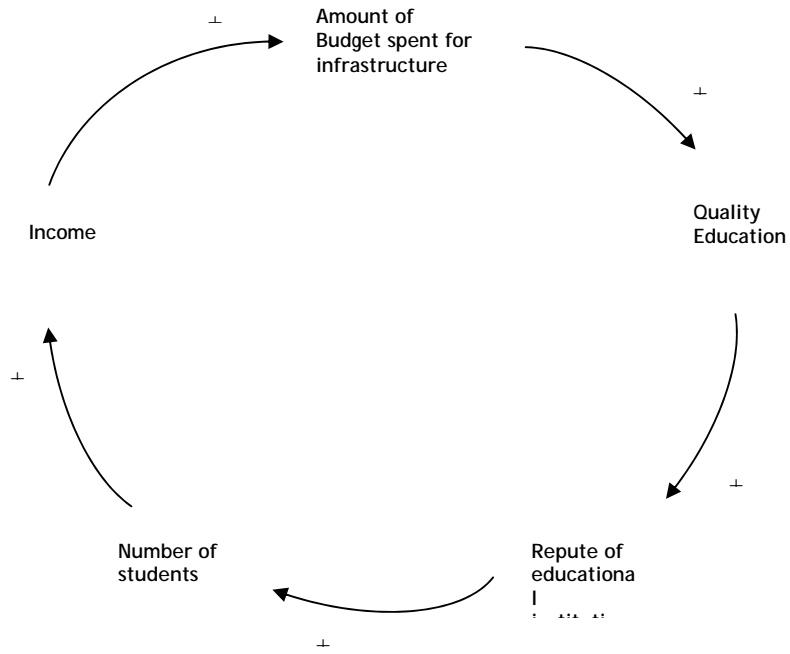 Amount of
Budget spent for
infrastructure
+
+
Quality
Education
Income
+
+
Number of
students
Repute of
educationa
l
+